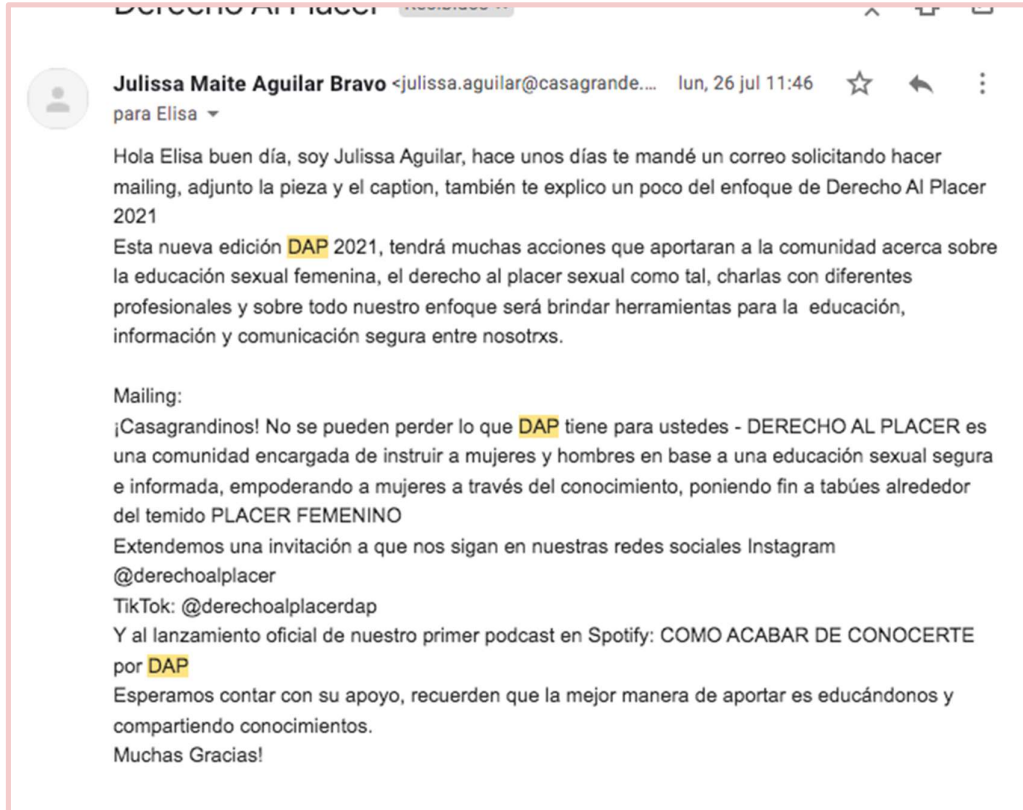 Derecho Al Placer Recibidos
Julissa Maite Aguilar Bravo <julissa.aguilar@casagrande.... lun, 26 jul 11:46
para Elisa
Hola Elisa buen día, soy Julissa Aguilar, hace unos días te mandé un correo solicitando hacer
mailing, adjunto la pieza y el caption, también te explico un poco del enfoque de Derecho Al Placer
2021
Esta nueva edición DAP 2021, tendrá muchas acciones que aportaran a la comunidad acerca sobre
la educación sexual femenina, el derecho al placer sexual como tal, charlas con diferentes
profesionales y sobre todo nuestro enfoque será brindar herramientas para la educación,
información y comunicación segura entre nosotrxs.
Mailing:
¡Casagrandinos! No se pueden perder lo que DAP tiene para ustedes - DERECHO AL PLACER es
una comunidad encargada de instruir a mujeres y hombres en base a una educación sexual segura
e informada, empoderando a mujeres a través del conocimiento, poniendo fin a tabúes alrededor
del temido PLACER FEMENINO
Extendemos una invitación a que nos sigan en nuestras redes sociales Instagram
@derechoalplacer
TikTok: @derechoalplacerdap
Y al lanzamiento oficial de nuestro primer podcast en Spotify: COMO ACABAR DE CONOCERTE
por DAP
Esperamos contar con su apoyo, recuerden que la mejor manera de aportar es educándonos y
compartiendo conocimientos.
Muchas Gracias!